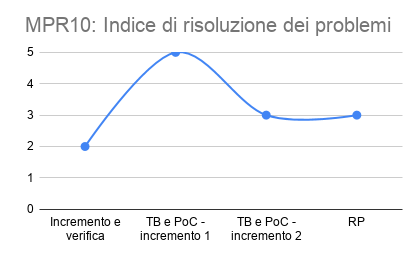 MPR10: Indice di risoluzione dei problemi
5
4
3
2
1
0
Incremento e
verifica
TB e PoC -
incremento 1
TB e PoC -
incremento 2
RP